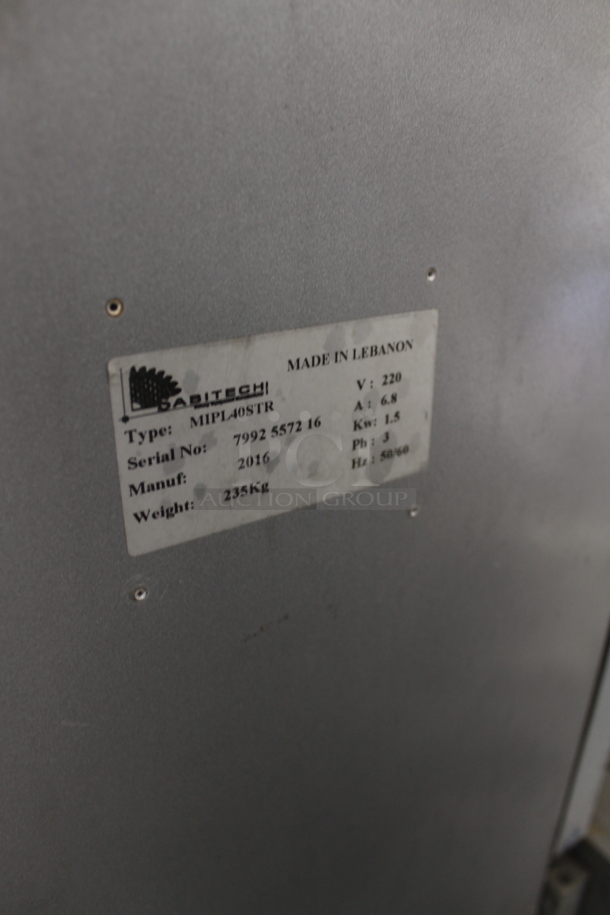 MADE IN LEBANON
DABITECH
Type: MIPL40STR
Serial No: 7992 5572 16
Manuf: 2016
Weight: 235Kg
V : 220
A : 6.8
Kw: 1.5
Ph : 3
Hz : 50/60
AUCTION GROUP